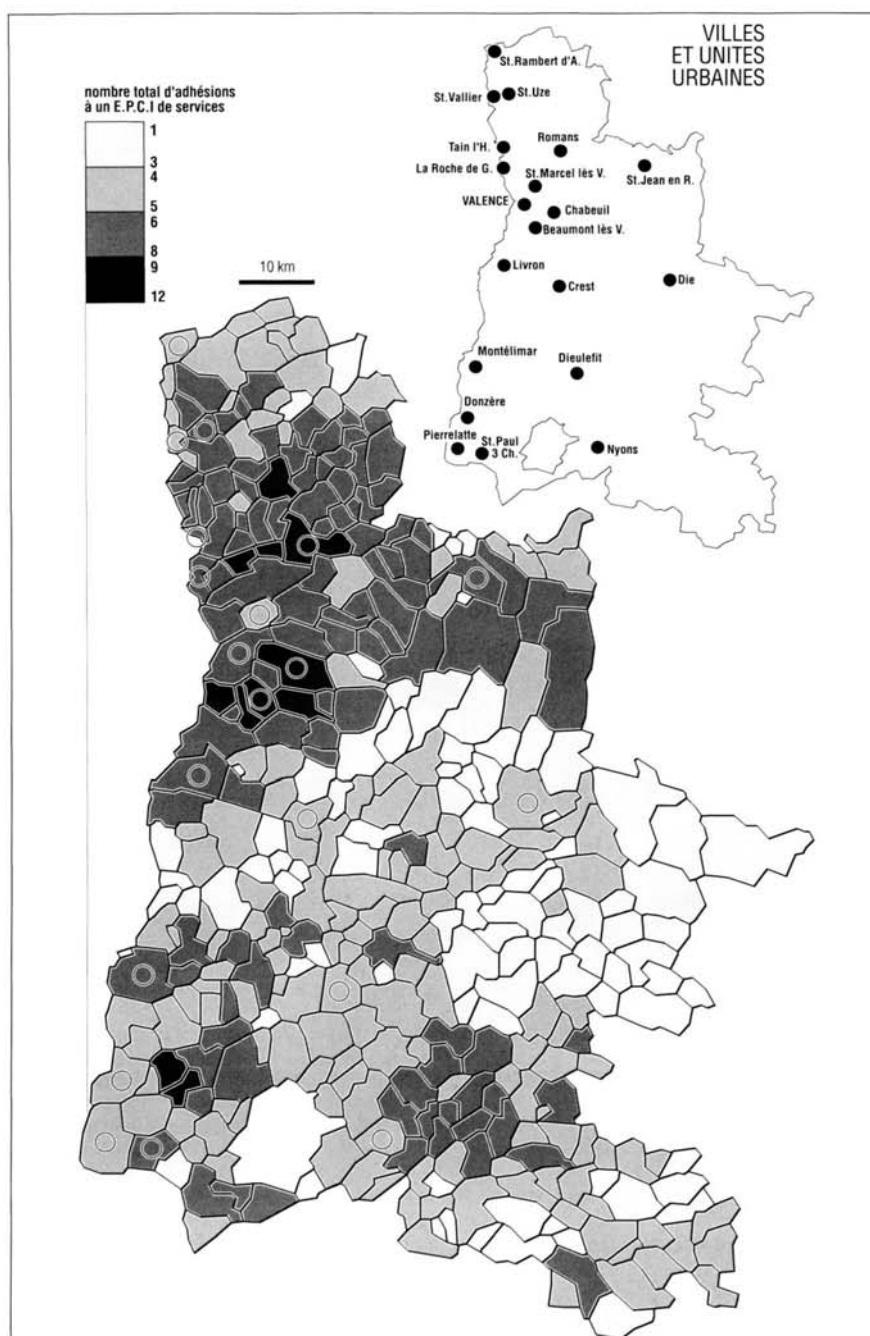 VILLES
ET UNITES
URBAINES
nombre total d'adhésions
à un E.P.C.I de services
1
3
4
5
6
8
9
12
10 km
St.Rambert d'A.
St.Vallier
St.Uze
Tain l'H.
Romans
La Roche de G.
St.Marcel lès V.
St.Jean en R.
VALENCE
Chabeuil
Beaumont lès V.
Livron
Crest
Die
Montélimar
Dieulefit
Donzère
Pierrelatte
St.Paul
3 Ch.
Nyons